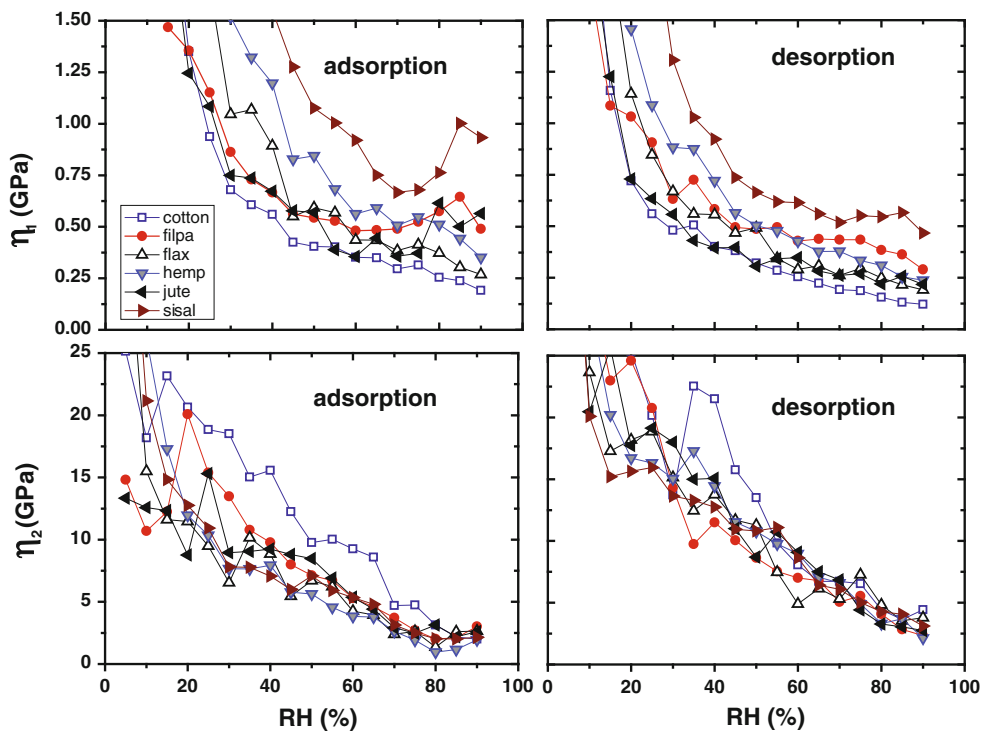 1.50
1.25
1.00
0.75
0.50
0.25
0.00
η₁ (GPa)
adsorption
cotton
filpa
flax
hemp
jute
sisal
desorption
25
20
15
10
5
0
η₂(GPa)
adsorption
0 20 40 60 80 100
RH (%)
desorption
20 40 60 80 100
RH (%)